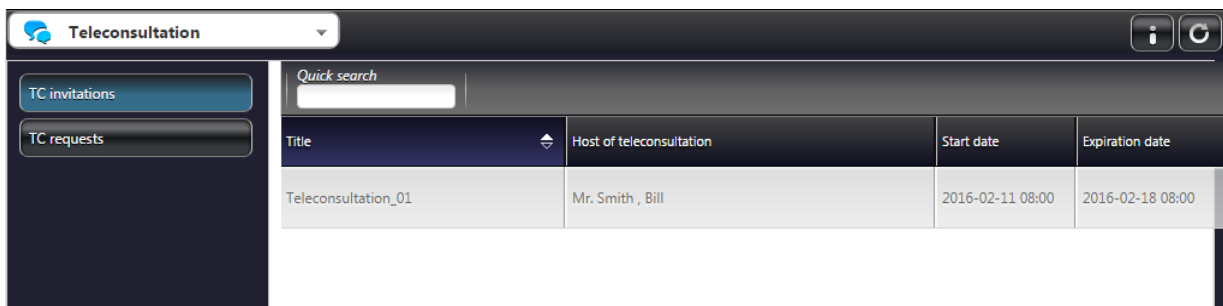 Teleconsultation
TC invitations
TC requests
Quick search
Title Host of teleconsultation Start date Expiration date
Teleconsultation_01 Mr. Smith , Bill 2016-02-11 08:00 2016-02-18 08:00